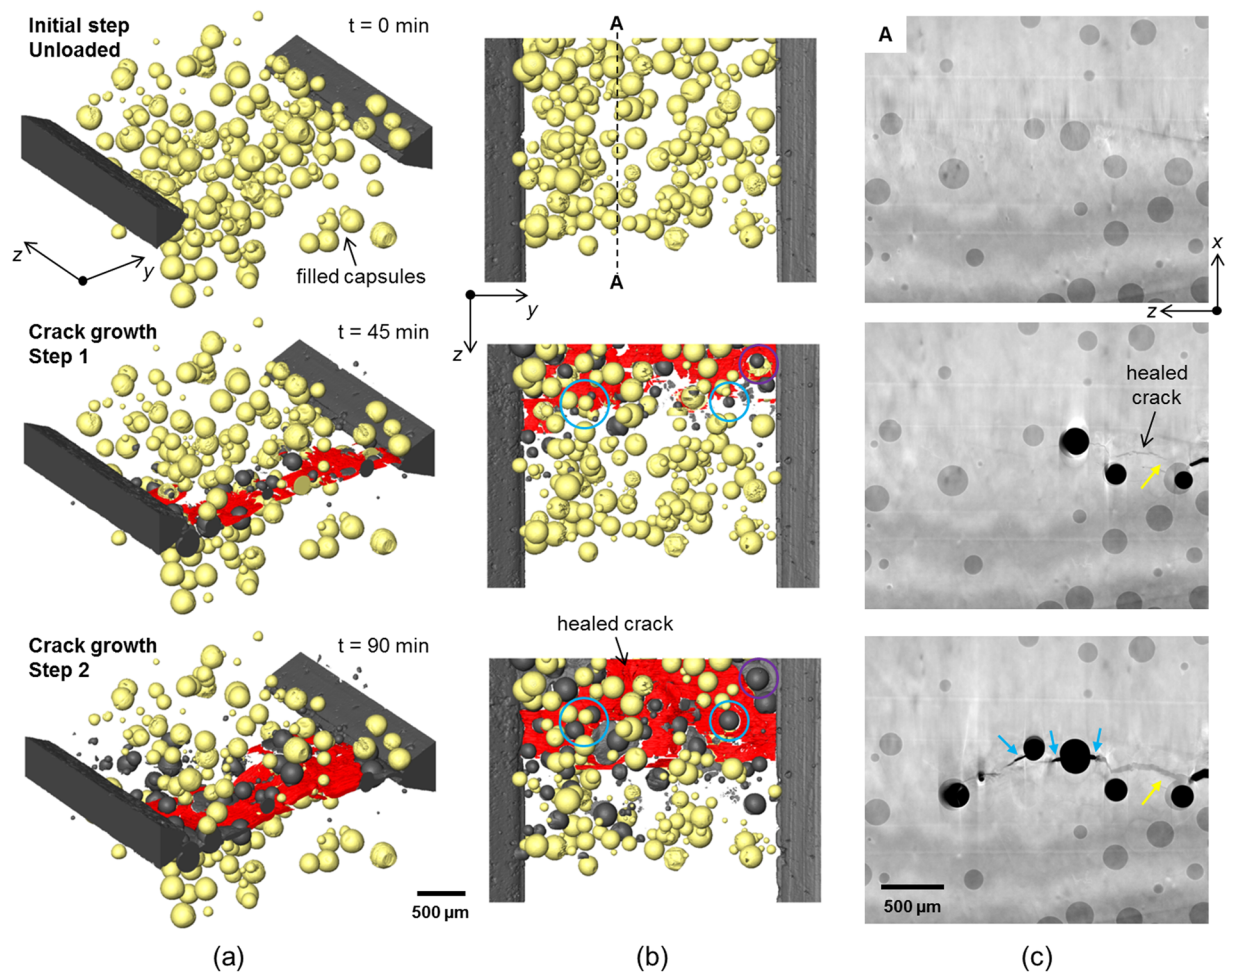 Initial step
Unloaded
t = 0 min
z
y
filled capsules
A
A
y
z
A
x
z
Crack growth
Step 1
t = 45 min
healed
crack
Crack growth
Step 2
t = 90 min
healed crack
500 µm
500 µm
(a)
(b)
(c)